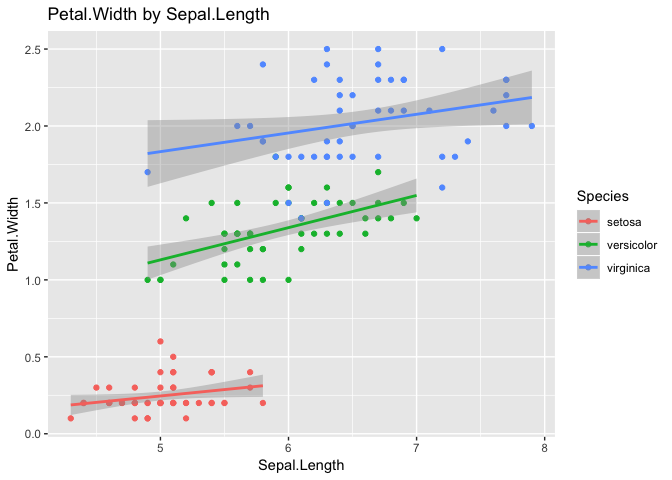 Petal.Width by Sepal.Length
2.5
2.0
1.5
1.0
0.5
0.0
Petal.Width
5 6 7 8
Sepal.Length
Species
setosa
versicolor
virginica